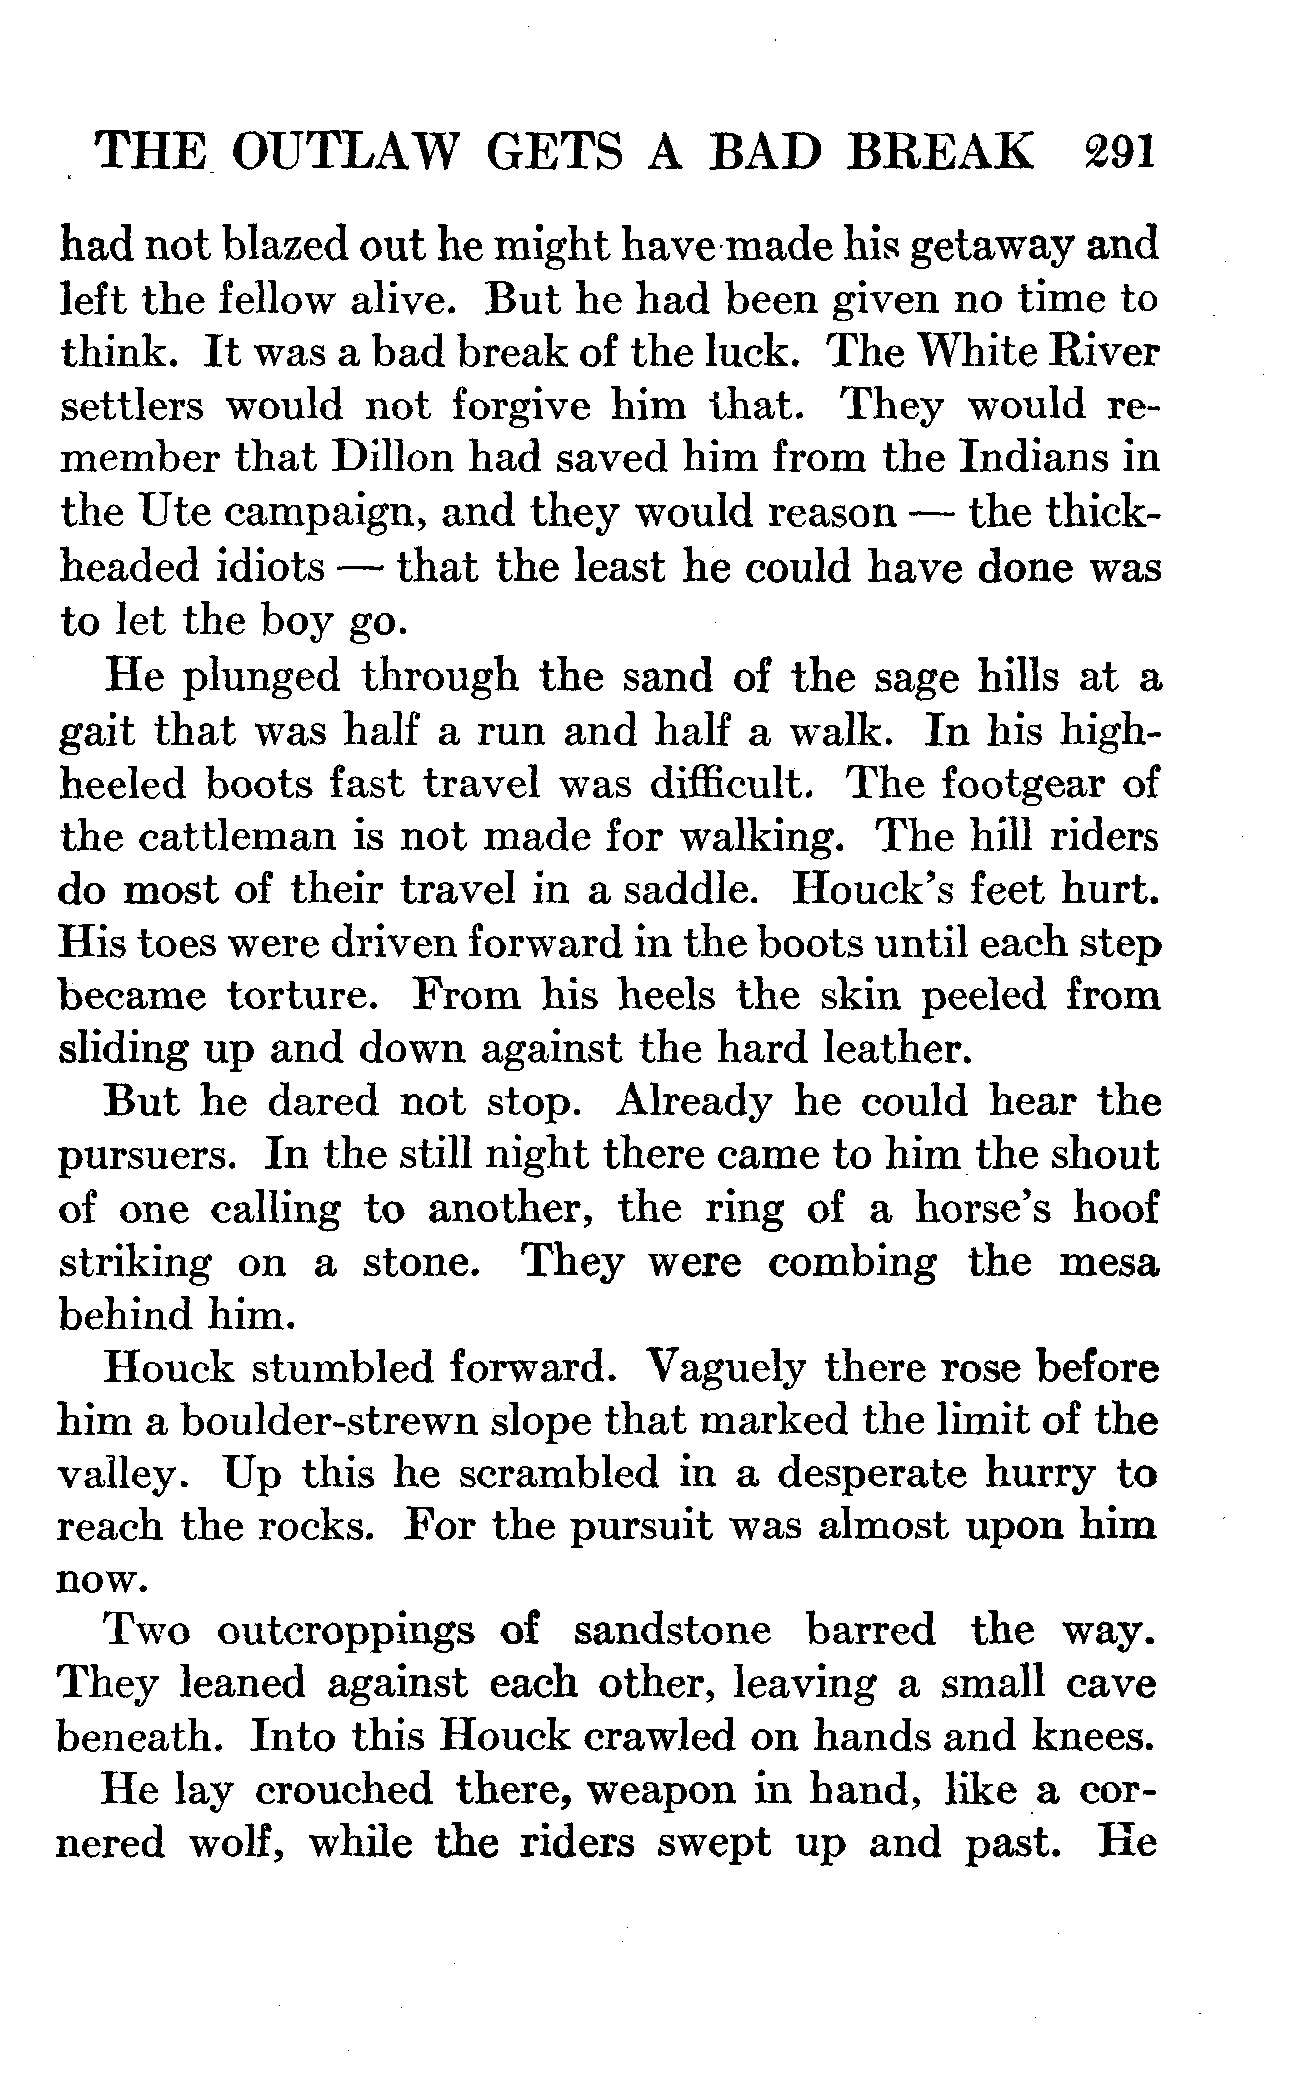 THE OUTLAW GETS A BAD BREAK 291
had not blazed out he might have made his getaway and
left the fellow alive. But he had been given no time to
think. It was a bad break of the luck. The White River
settlers would not forgive him that. They would re-
member that Dillon had saved him from the Indians in
the Ute campaign, and they would reason — the thick-
headed idiots — that the least he could have done was
to let the boy go.
He plunged through the sand of the sage hills at a
gait that was half a run and half a walk. In his high-
heeled boots fast travel was difficult. The footgear of
the cattleman is not made for walking. The hill riders
do most of their travel in a saddle. Houck's feet hurt.
His toes were driven forward in the boots until each step
became torture. From his heels the skin peeled from
sliding up and down against the hard leather.
But he dared not stop. Already he could hear the
pursuers. In the still night there came to him the shout
of one calling to another, the ring of a horse's hoof
striking on a stone. They were combing the mesa
behind him.
Houck stumbled forward. Vaguely there rose before
him a boulder-strewn slope that marked the limit of the
valley. Up this he scrambled in a desperate hurry to
reach the rocks. For the pursuit was almost upon him
now.
Two outcroppings of sandstone barred the way.
They leaned against each other, leaving a small cave
beneath. Into this Houck crawled on hands and knees.
He lay crouched there, weapon in hand, like a cor-
nered wolf, while the riders swept up and past. He